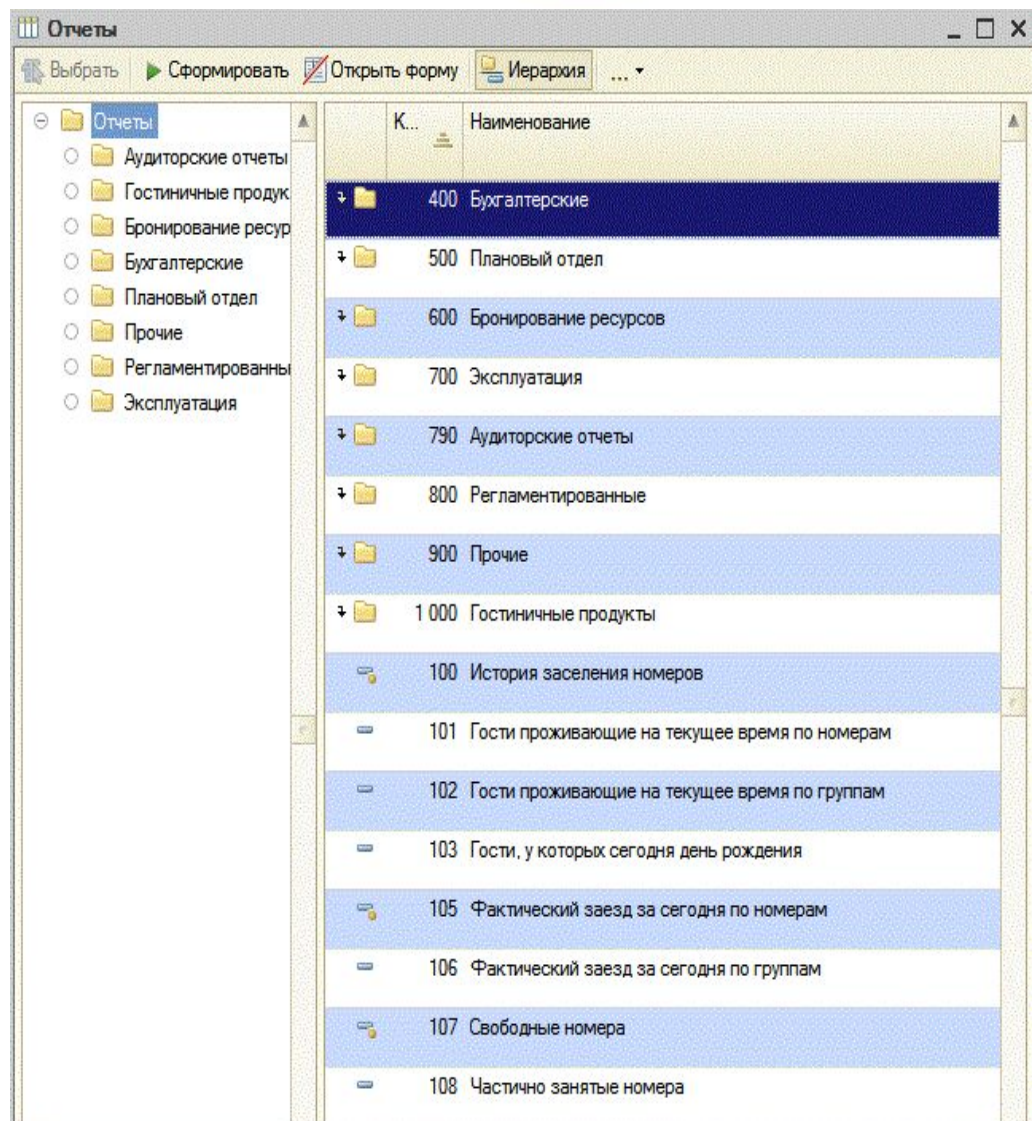 Отчеты
Выбрать Сформировать Открыть форму Иерархия ...
Отчеты
Аудиторские отчеты
Гостиничные продук
Бронирование ресур
Бухгалтерские
Плановый отдел
Прочие
Регламентированны
Эксплуатация
К... Наименование
400 Бухгалтерские
500 Плановый отдел
600 Бронирование ресурсов
700 Эксплуатация
790 Аудиторские отчеты
800 Регламентированные
900 Прочие
1 000 Гостиничные продукты
100 История заселения номеров
101 Гости проживающие на текущее время по номерам
102 Гости проживающие на текущее время по группам
103 Гости, у которых сегодня день рождения
105 Фактический заезд за сегодня по номерам
106 Фактический заезд за сегодня по группам
107 Свободные номера
108 Частично занятые номера